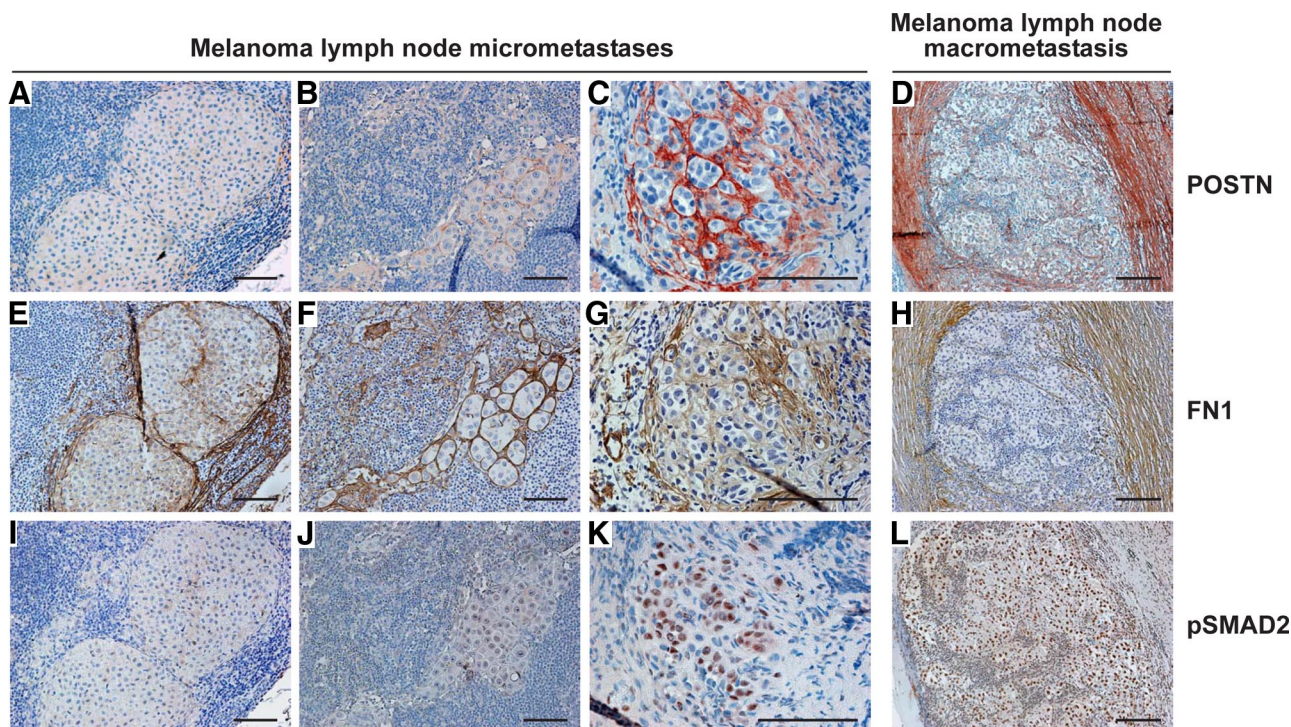 Melanoma lymph node micrometastases
Melanoma lymph node
macrometastasis
A
B
C
D
POSTN
E
F
G
H
FN1
I
J
K
L
pSMAD2